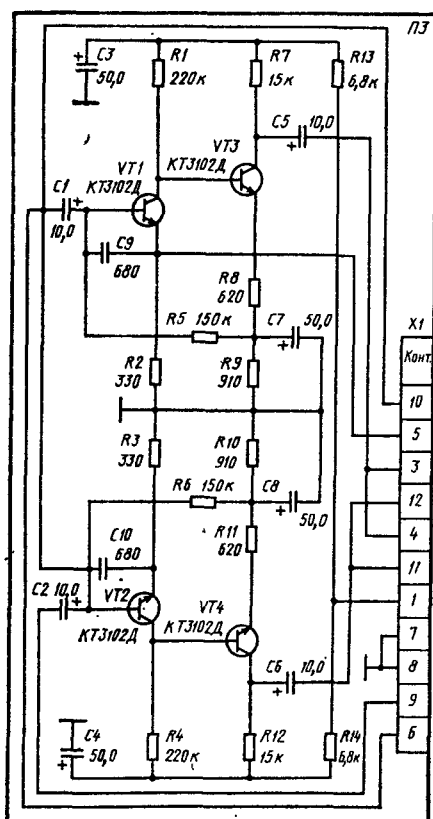 П3
C3
50,0
R1
220к
R7
15к
R13
6,8к
C5
10,0
VT1
КТ3102Д
VT3
КТ3102Д
C1
10,0
C9
680
R8
620
R5 150к
C7
50,0
X1
Конт.
R2
330
R9
910
10
5
R3
330
R10
910
3
R6 150к
C8
50,0
12
R11
620
4
C10
680
11
C2 10,0
VT2
КТ3102Д
VT4
КТ3102Д
1
7
C6
10,0
8
9
6
C4
50,0
R4
220к
R12
15к
R14
6,8к